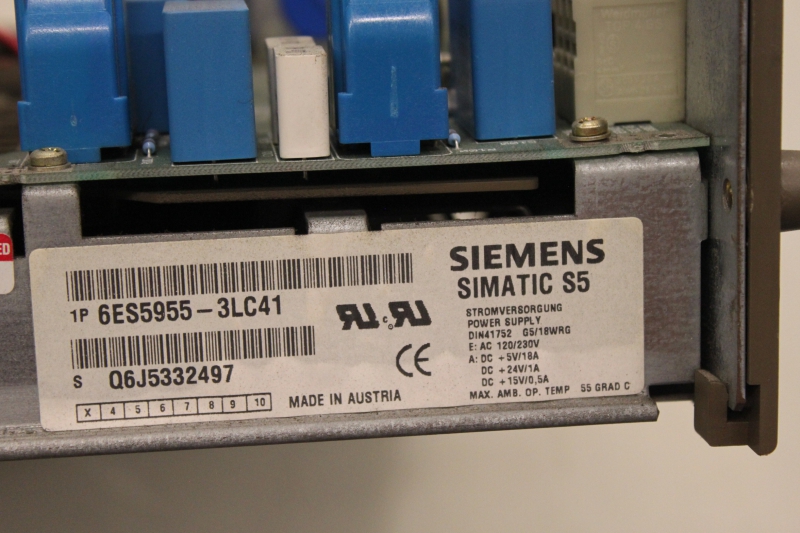 SIEMENS
SIMATIC S5
1P 6ES5955-3LC41
S Q6J5332497
X 4 5 6 7 8 9 10
MADE IN AUSTRIA
CE
STROMVERSORGUNG
POWER SUPPLY
DIN41752 G5/18WRG
E: AC 120/230V
A: DC +5V/18A
DC +24V/1A
DC +15V/0,5A
MAX. AMB. OP. TEMP 55 GRAD C
ED